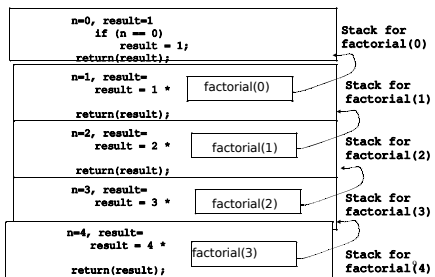 n=0, result=1
if (n == 0)
result = 1;
return(result);
Stack for
factorial(0)
n=1, result=
result = 1 * factorial(0)
return(result);
Stack for
factorial(1)
n=2, result=
result = 2 * factorial(1)
return(result);
Stack for
factorial(2)
n=3, result=
result = 3 * factorial(2)
Stack for
factorial(3)
n=4, result=
result = 4 * factorial(3)
return(result);
Stack for
factorial(4)